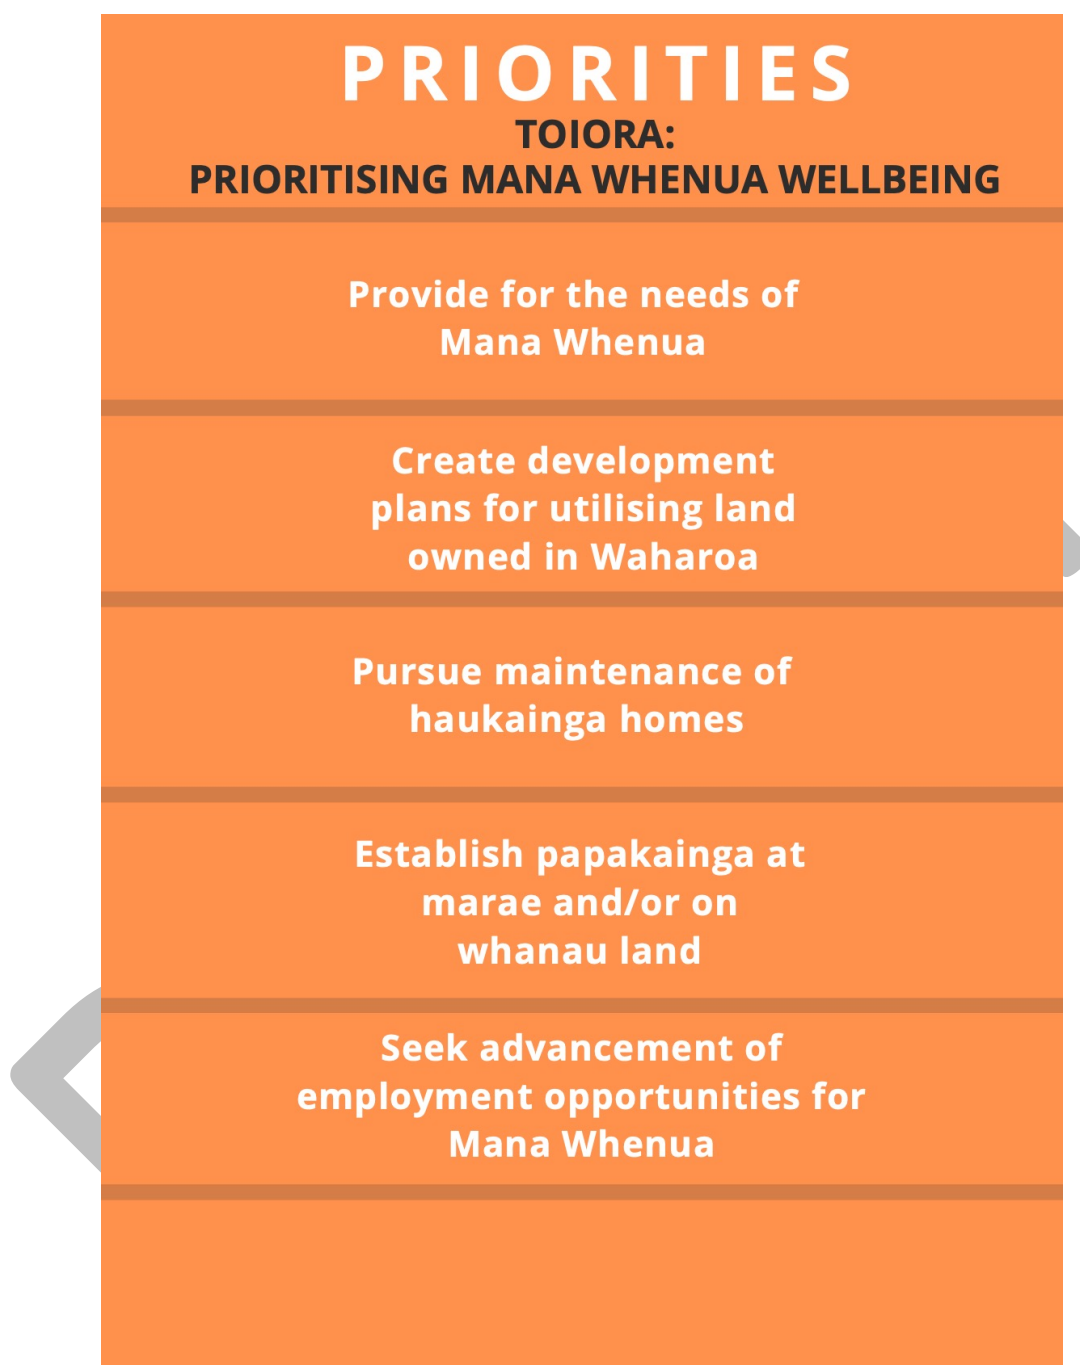 PRIORITIES
TOIORA:
PRIORITISING MANA WHENUA WELLBEING
Provide for the needs of
Mana Whenua
Create development
plans for utilising land
owned in Waharoa
Pursue maintenance of
haukainga homes
Establish papakainga at
marae and/or on
whanau land
Seek advancement of
employment opportunities for
Mana Whenua